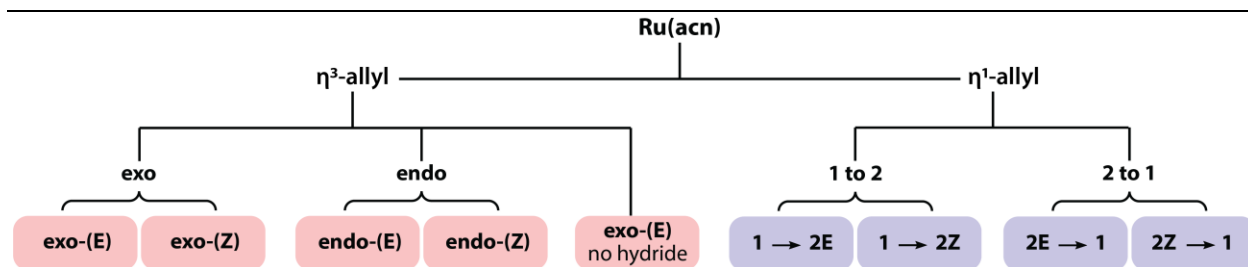 Ru(acn)
η³-allyl
η¹-allyl
exo
endo
1 to 2
2 to 1
exo-(E)
exo-(Z)
endo-(E)
endo-(Z)
exo-(E)
no hydride
1 → 2E
1 → 2Z
2E → 1
2Z → 1